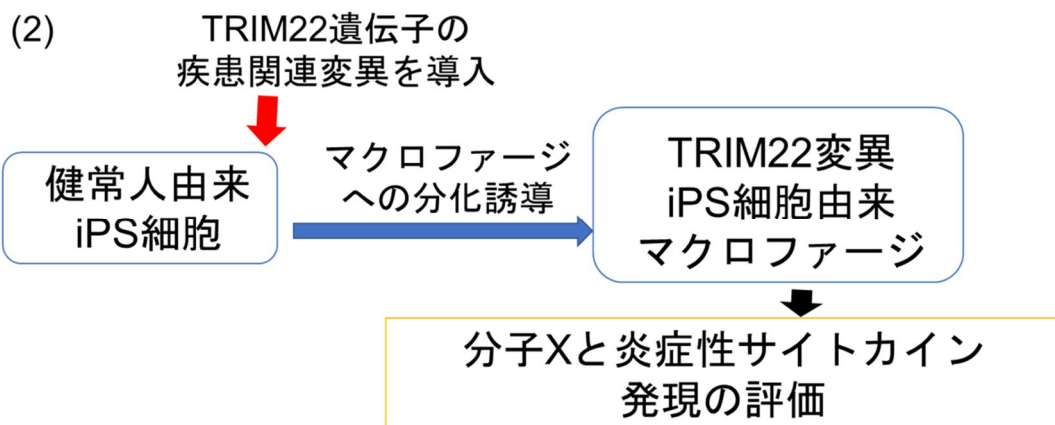 (2)
TRIM22遺伝子の
疾患関連変異を導入
健常人由来
iPS細胞
マクロファージ
への分化誘導
TRIM22変異
iPS細胞由来
マクロファージ
分子Xと炎症性サイトカイン
発現の評価